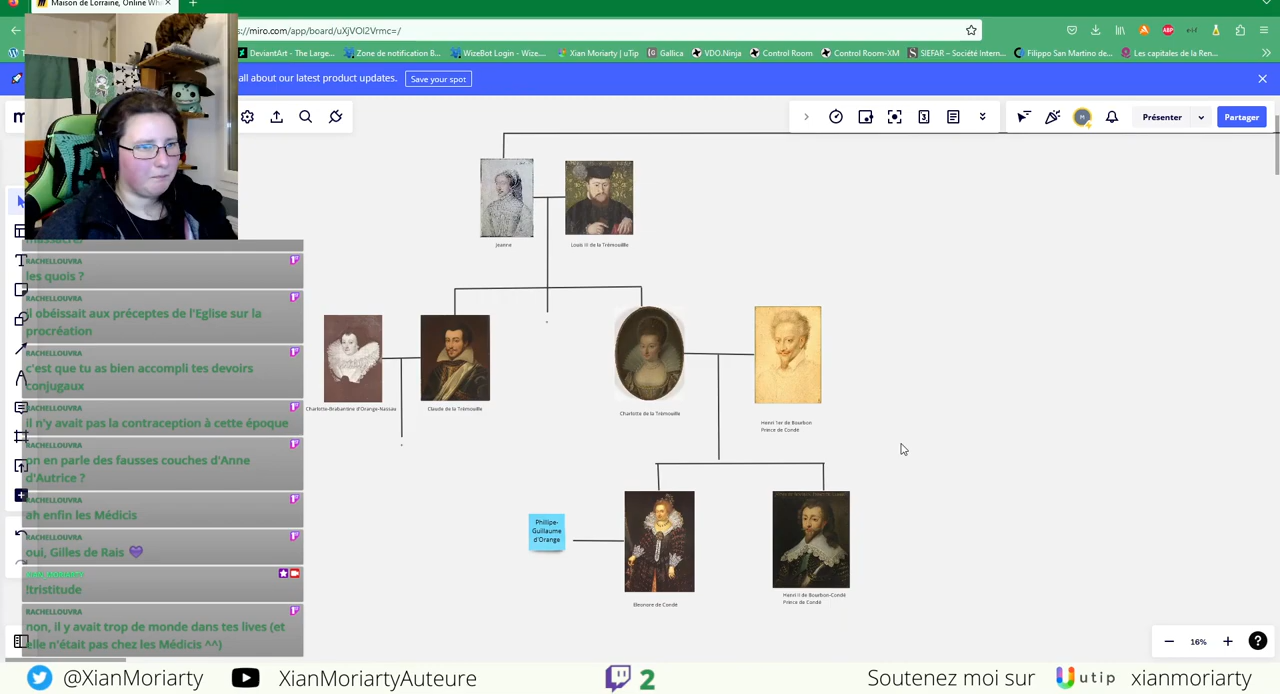 Maison de Lorraine, Online Wh
://miro.com/app/board/uXjVOl2Vrmc=/
DeviantArt - The Large...
Zone de notification B...
WizeBot Login - Wize....
Xian Moriarty | uTip
Gallica
VDO.Ninja
Control Room
Control Room-XM
SIEFAR — Société Intern...
Filippo San Martino de...
Les capitales de la Ren...
all about our latest product updates.
Save your spot
Présenter
Partager
Jeanne
Louis III de la Trémouille
Charlotte-Brabantine d'Orange-Nassau
Claude de la Trémouille
Charlotte de la Trémouille
Henri 1er de Bourbon
Prince de Condé
Phillipe-
Guillaume
d'Orange
Eleonore de Condé
Henri II de Bourbon-Condé
Prince de Condé
RACHELLOUVRA
les quois ?
RACHELLOUVRA
il obéissait aux préceptes de l'Eglise sur la
procréation
RACHELLOUVRA
c'est que tu as bien accompli tes devoirs
conjugaux
RACHELLOUVRA
il n'y avait pas la contraception à cette époque
RACHELLOUVRA
on en parle des fausses couches d'Anne
d'Autrice ?
RACHELLOUVRA
ah enfin les Médicis
RACHELLOUVRA
oui, Gilles de Rais 💜
!tristitude
RACHELLOUVRA
non, il y avait trop de monde dans tes lives (et
elle n'était pas chez les Médicis ^^)
16%
@XianMoriarty
XianMoriartyAuteure
2
Soutenez moi sur
utip
xianmoriarty